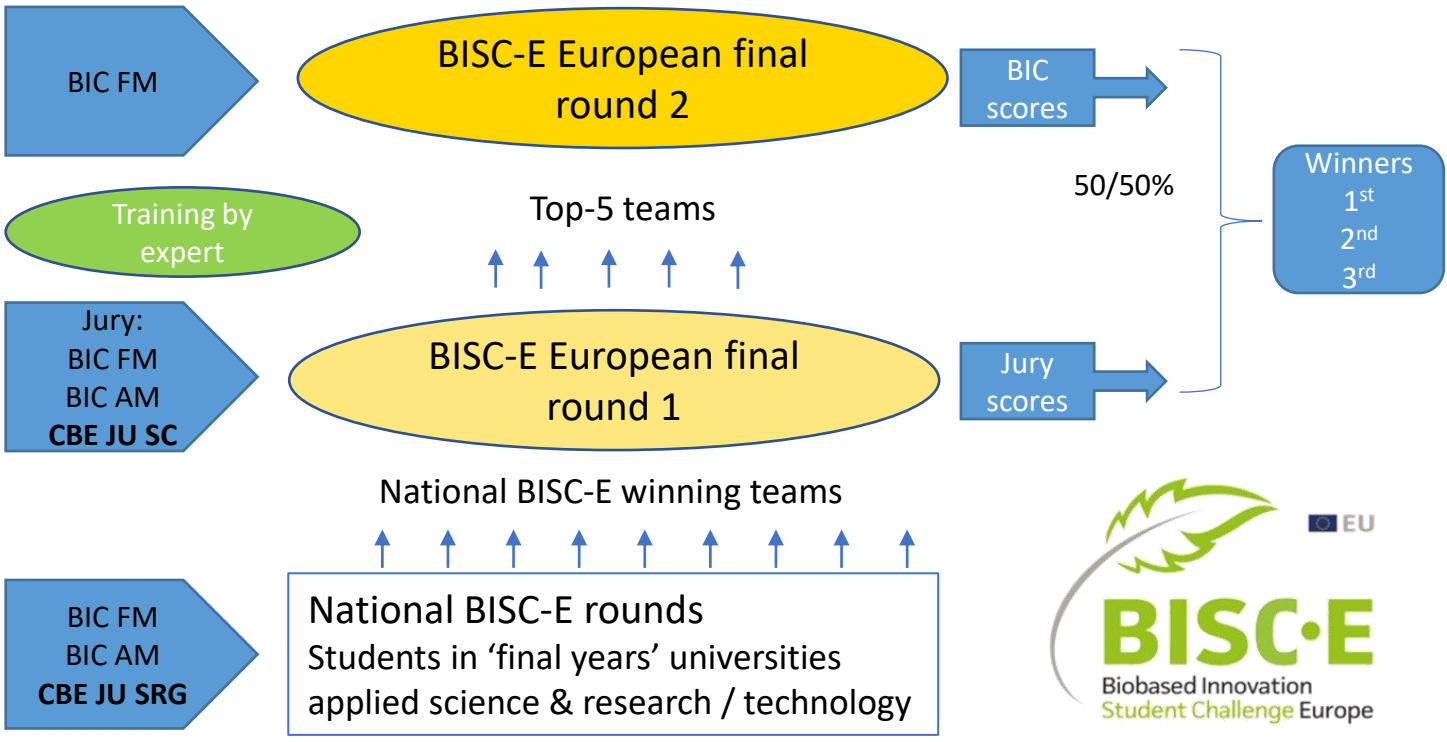 BIC FM
BISC-E European final
round 2
BIC
scores
50/50%
Winners
1st
2nd
3rd
Training by
expert
Top-5 teams
Jury:
BIC FM
BIC AM
CBE JU SC
BISC-E European final
round 1
Jury
scores
National BISC-E winning teams
BIC FM
BIC AM
CBE JU SRG
National BISC-E rounds
Students in ‘final years’ universities
applied science & research / technology
EU
BISC•E
Biobased Innovation
Student Challenge Europe